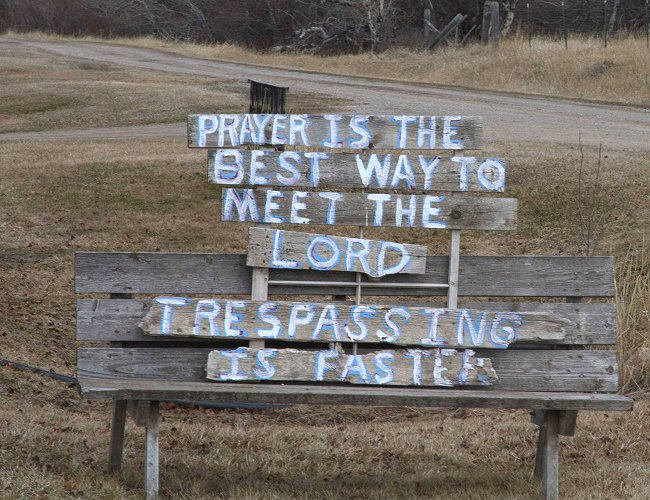 PRAYER IS THE
BEST WAY TO
MEET THE
LORD
TRESPASSING
IS FASTER